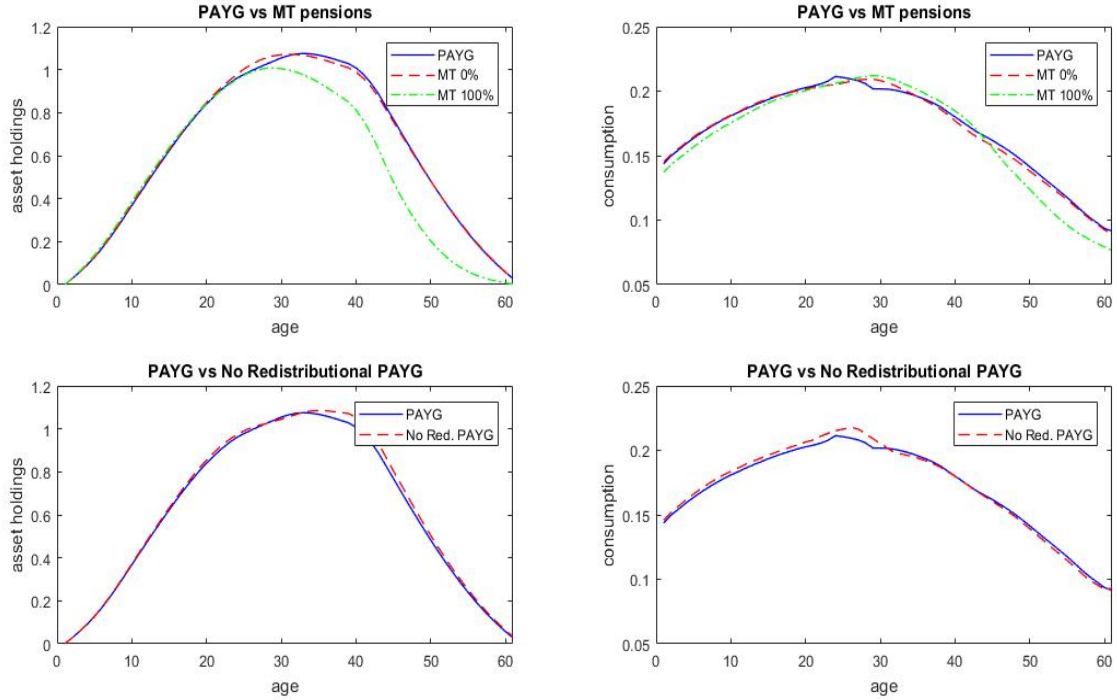 PAYG vs MT pensions
1.2
1
0.8
0.6
0.4
0.2
0
asset holdings
PAYG
MT 0%
MT 100%
0 10 20 30 40 50 60
age
PAYG vs MT pensions
0.25
0.2
0.15
0.1
0.05
consumption
PAYG
MT 0%
MT 100%
0 10 20 30 40 50 60
age
PAYG vs No Redistributional PAYG
1.2
1
0.8
0.6
0.4
0.2
0
asset holdings
PAYG
No Red. PAYG
0 10 20 30 40 50 60
age
PAYG vs No Redistributional PAYG
0.25
0.2
0.15
0.1
0.05
consumption
PAYG
No Red. PAYG
0 10 20 30 40 50 60
age